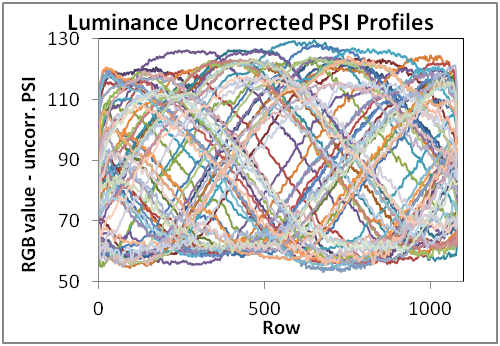 Luminance Uncorrected PSI Profiles
RGB value - uncorr. PSI
130
110
90
70
50
0
500
1000
Row